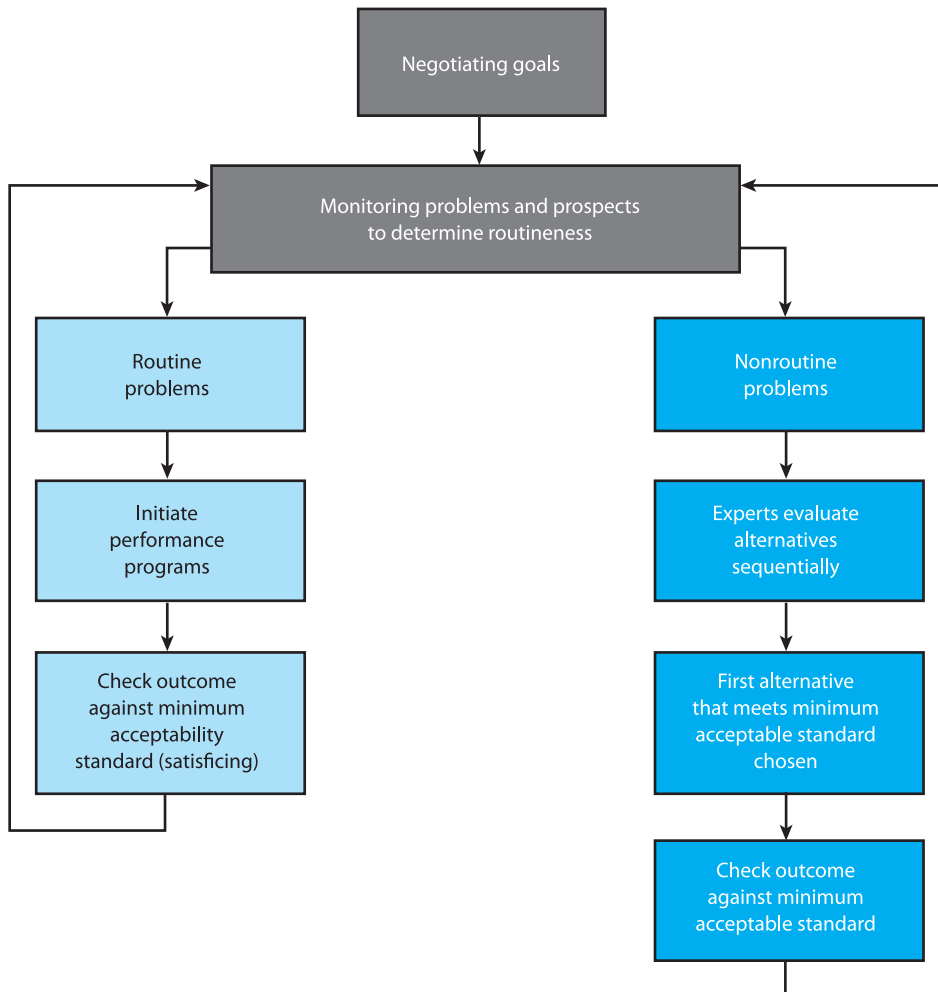 Negotiating goals
Monitoring problems and prospects
to determine routineness
Routine
problems
Initiate
performance
programs
Check outcome
against minimum
acceptability
standard (satisficing)
Nonroutine
problems
Experts evaluate
alternatives
sequentially
First alternative
that meets minimum
acceptable standard
chosen
Check outcome
against minimum
acceptable standard